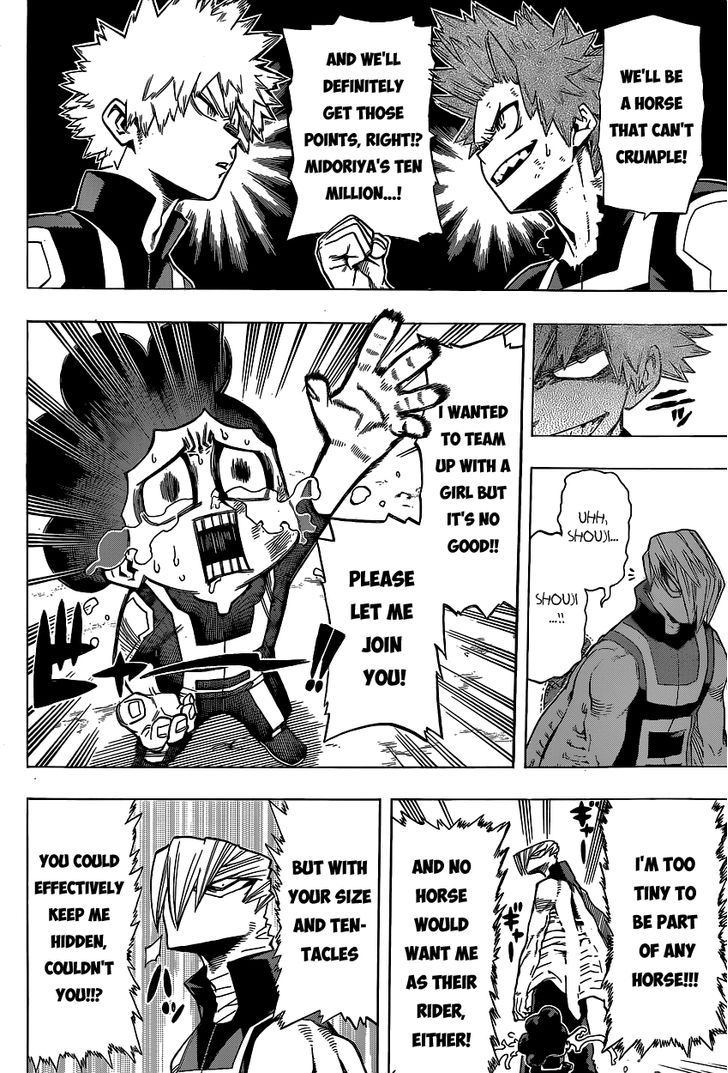 WE'LL BE
A HORSE
THAT CAN'T
CRUMPLE!
AND WE'LL
DEFINITELY
GET THOSE
POINTS, RIGHT!?
MIDORIYA'S TEN
MILLION...!
UHH,
SHOUJI...
SHOUJI
...!!
I WANTED
TO TEAM
UP WITH A
GIRL BUT
IT'S NO
GOOD!!
PLEASE
LET ME
JOIN
YOU!
I'M TOO
TINY TO
BE PART
OF ANY
HORSE!!!
AND NO
HORSE
WOULD
WANT ME
AS THEIR
RIDER,
EITHER!
BUT WITH
YOUR SIZE
AND TEN-
TACLES
YOU COULD
EFFECTIVELY
KEEP ME
HIDDEN,
COULDN'T
YOU!!?